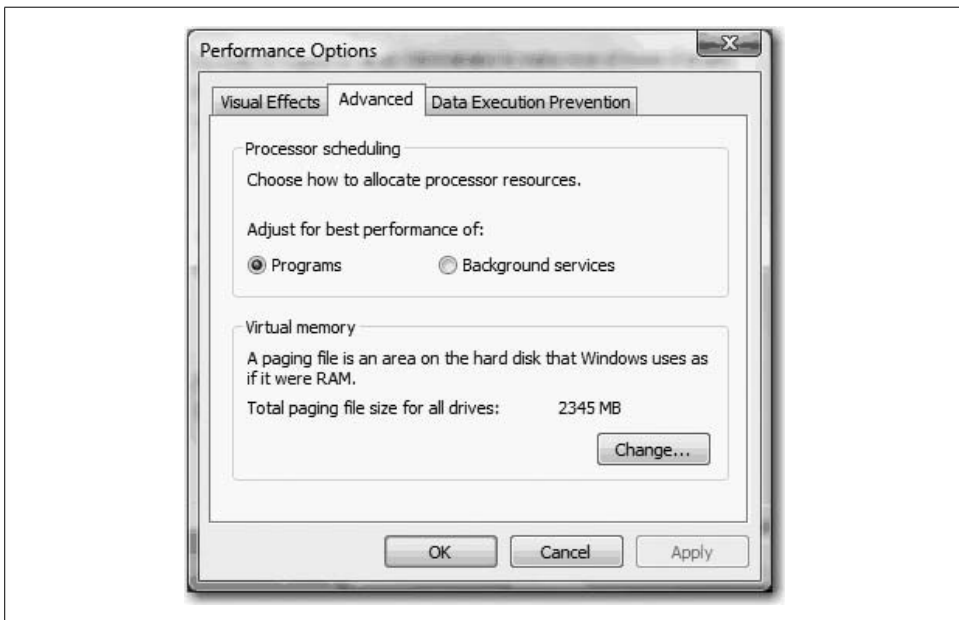 Performance Options
Visual Effects
Advanced
Data Execution Prevention
Processor scheduling
Choose how to allocate processor resources.
Adjust for best performance of:
Programs
Background services
Virtual memory
A paging file is an area on the hard disk that Windows uses as
if it were RAM.
Total paging file size for all drives: 2345 MB
Change...
OK
Cancel
Apply